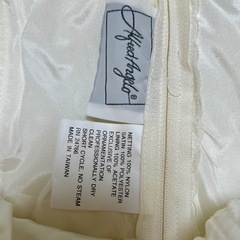 Alfred Angelo
NETTING 100% NYLON
SATIN 100% POLYESTER
LINING 100% ACETATE
EXCLUSIVE OF
ORNAMENTATION
PROFESSIONALLY DRY
CLEAN
SHORT CYCLE. NO STEAM
RN 24766
MADE IN TAIWAN